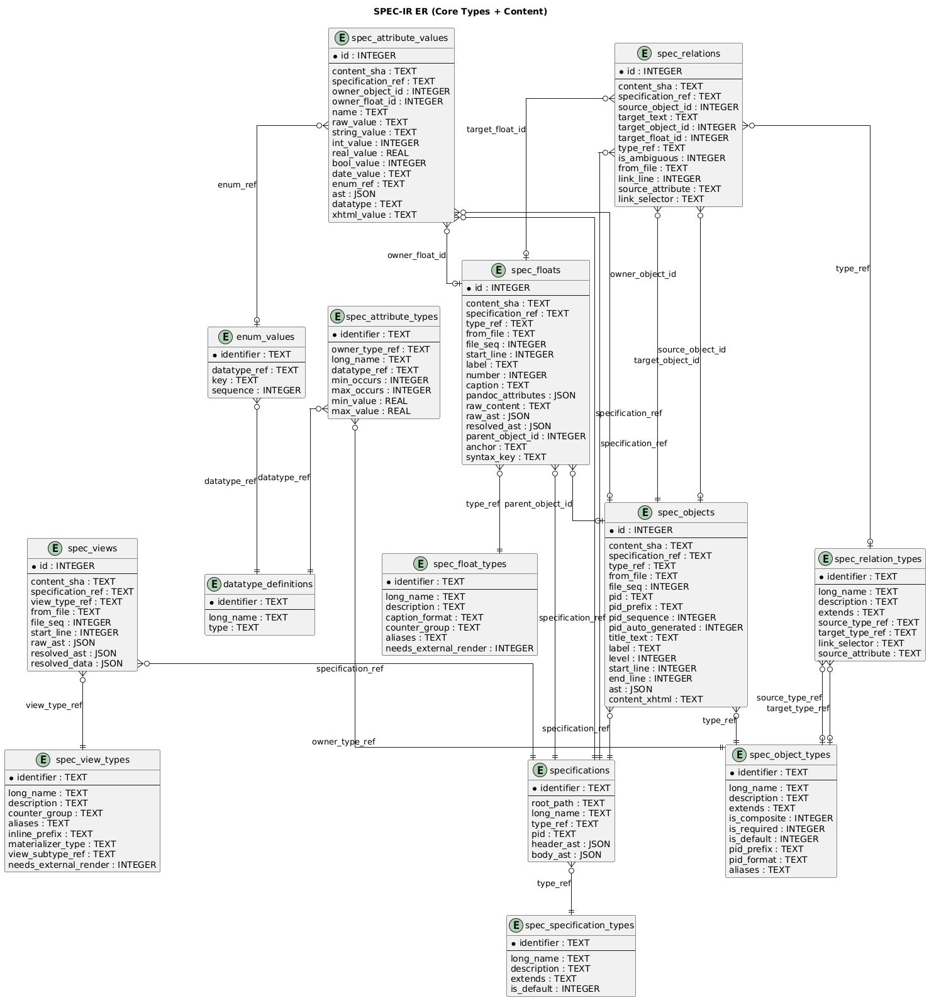 SPEC-IR ER (Core Types + Content)
E spec_attribute_values
* id : INTEGER
content_sha : TEXT
specification_ref : TEXT
owner_object_id : INTEGER
owner_float_id : INTEGER
name : TEXT
raw_value : TEXT
string_value : TEXT
int_value : INTEGER
real_value : REAL
bool_value : INTEGER
date_value : TEXT
enum_ref : TEXT
ast : JSON
datatype : TEXT
xhtml_value : TEXT
E spec_relations
* id : INTEGER
content_sha : TEXT
specification_ref : TEXT
source_object_id : INTEGER
target_text : TEXT
target_object_id : INTEGER
target_float_id : INTEGER
type_ref : TEXT
is_ambiguous : INTEGER
from_file : TEXT
link_line : INTEGER
source_attribute : TEXT
link_selector : TEXT
target_float_id
enum_ref
owner_float_id
owner_object_id
type_ref
E spec_floats
* id : INTEGER
content_sha : TEXT
specification_ref : TEXT
type_ref : TEXT
from_file : TEXT
file_seq : INTEGER
start_line : INTEGER
label : TEXT
number : INTEGER
caption : TEXT
pandoc_attributes : JSON
raw_content : TEXT
raw_ast : JSON
resolved_ast : JSON
parent_object_id : INTEGER
anchor : TEXT
syntax_key : TEXT
E spec_attribute_types
* identifier : TEXT
owner_type_ref : TEXT
long_name : TEXT
datatype_ref : TEXT
min_occurs : INTEGER
max_occurs : INTEGER
min_value : REAL
max_value : REAL
E enum_values
* identifier : TEXT
datatype_ref : TEXT
key : TEXT
sequence : INTEGER
source_object_id
target_object_id
specification_ref
specification_ref
datatype_ref
datatype_ref
type_ref
parent_object_id
E spec_objects
* id : INTEGER
content_sha : TEXT
specification_ref : TEXT
type_ref : TEXT
from_file : TEXT
file_seq : INTEGER
pid : TEXT
pid_prefix : TEXT
pid_sequence : INTEGER
pid_auto_generated : INTEGER
title_text : TEXT
label : TEXT
level : INTEGER
start_line : INTEGER
end_line : INTEGER
ast : JSON
content_xhtml : TEXT
E spec_views
* id : INTEGER
content_sha : TEXT
specification_ref : TEXT
view_type_ref : TEXT
from_file : TEXT
file_seq : INTEGER
start_line : INTEGER
raw_ast : JSON
resolved_ast : JSON
resolved_data : JSON
E datatype_definitions
* identifier : TEXT
long_name : TEXT
type : TEXT
E spec_float_types
* identifier : TEXT
long_name : TEXT
description : TEXT
caption_format : TEXT
counter_group : TEXT
aliases : TEXT
needs_external_render : INTEGER
specification_ref
E spec_relation_types
* identifier : TEXT
long_name : TEXT
description : TEXT
extends : TEXT
source_type_ref : TEXT
target_type_ref : TEXT
link_selector : TEXT
source_attribute : TEXT
specification_ref
view_type_ref
owner_type_ref
specification_ref
type_ref
source_type_ref
target_type_ref
E spec_view_types
* identifier : TEXT
long_name : TEXT
description : TEXT
counter_group : TEXT
aliases : TEXT
inline_prefix : TEXT
materializer_type : TEXT
view_subtype_ref : TEXT
needs_external_render : INTEGER
E specifications
* identifier : TEXT
root_path : TEXT
long_name : TEXT
type_ref : TEXT
pid : TEXT
header_ast : JSON
body_ast : JSON
E spec_object_types
* identifier : TEXT
long_name : TEXT
description : TEXT
extends : TEXT
is_composite : INTEGER
is_required : INTEGER
is_default : INTEGER
pid_prefix : TEXT
pid_format : TEXT
aliases : TEXT
type_ref
E spec_specification_types
* identifier : TEXT
long_name : TEXT
description : TEXT
extends : TEXT
is_default : INTEGER